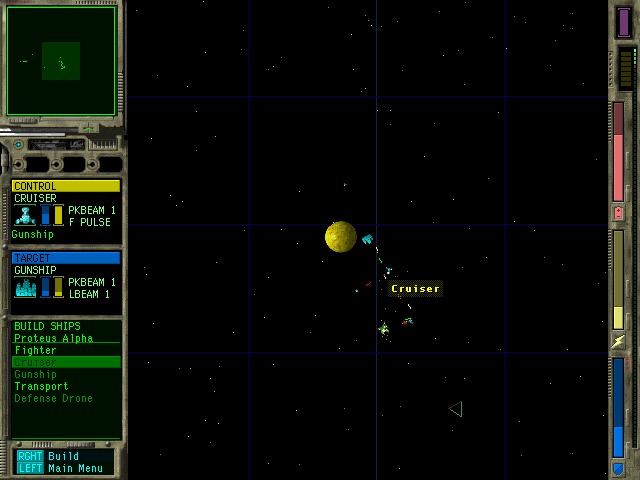 CONTROL
CRUISER
PKBEAM 1
F PULSE
Gunship
TARGET
GUNSHIP
PKBEAM 1
LBEAM 1
BUILD SHIPS
Proteus Alpha
Fighter
Cruiser
Gunship
Transport
Defense Drone
RGHT Build
LEFT Main Menu
Cruiser